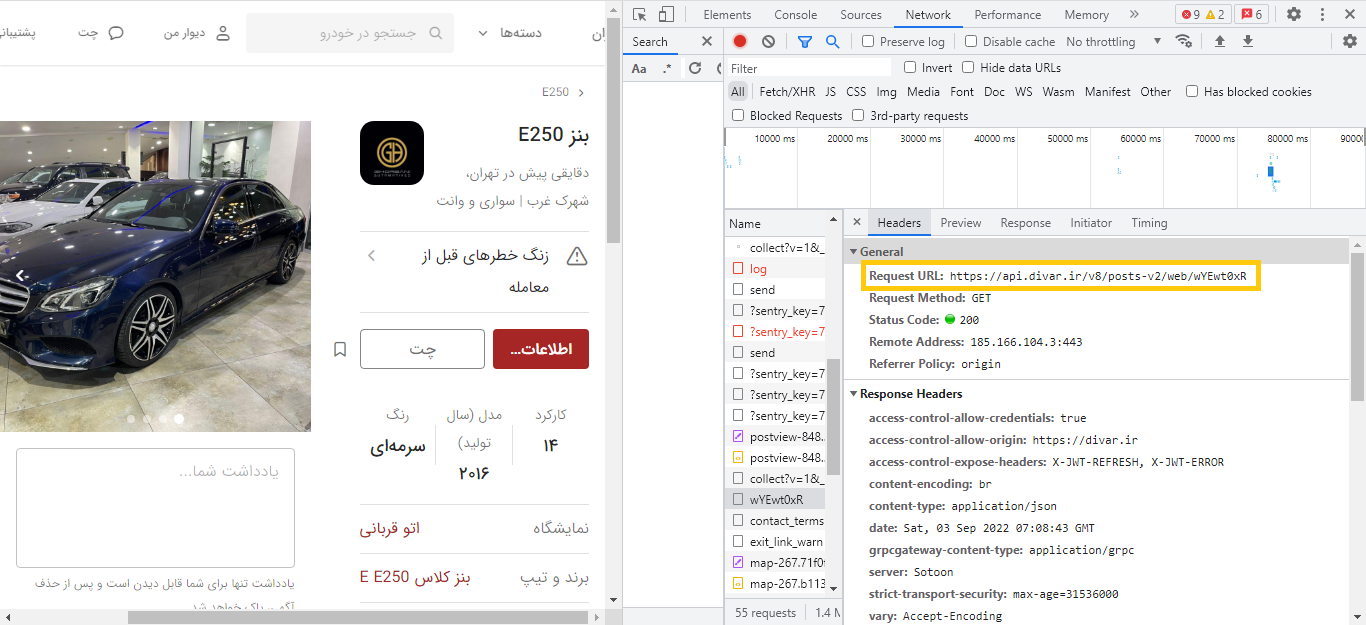 جستجو در خودرو
دسته‌ها
دیوار من
چت
E250
بنز E250
دقایقی پیش در تهران،
شهرک غرب | سواری و وانت
زنگ خطرهای قبل از
معامله
اطلاعات...
چت
کارکرد
مدل (سال
تولید)
رنگ
۱۴
۲۰۱۶
سرمه‌ای
نمایشگاه
اتو قربانی
برند و تیپ
بنز کلاس E E250
یادداشت شما...
یادداشت تنها برای شما قابل دیدن است و پس از حذف
Search
Aa .*
Elements Console Sources Network Performance Memory
9 2 6
Preserve log Disable cache No throttling
Filter Invert Hide data URLs
All Fetch/XHR JS CSS Img Media Font Doc WS Wasm Manifest Other Has blocked cookies
Blocked Requests 3rd-party requests
10000 ms 20000 ms 30000 ms 40000 ms 50000 ms 60000 ms 70000 ms 80000 ms
Name
collect?v=1&_
log
send
?sentry_key=7
?sentry_key=7
send
?sentry_key=7
?sentry_key=7
?sentry_key=7
postview-848.
postview-848.
collect?v=1&_
wYEwt0xR
contact_terms
exit_link_warn
map-267.71f0
map-267.b113
55 requests 1.4 M
Headers Preview Response Initiator Timing
General
Request URL: https://api.divar.ir/v8/posts-v2/web/wYEwt0xR
Request Method: GET
Status Code: 200
Remote Address: 185.166.104.3:443
Referrer Policy: origin
Response Headers
access-control-allow-credentials: true
access-control-allow-origin: https://divar.ir
access-control-expose-headers: X-JWT-REFRESH, X-JWT-ERROR
content-encoding: br
content-type: application/json
date: Sat, 03 Sep 2022 07:08:43 GMT
grpcgateway-content-type: application/grpc
server: Sotoon
strict-transport-security: max-age=31536000
vary: Accept-Encoding